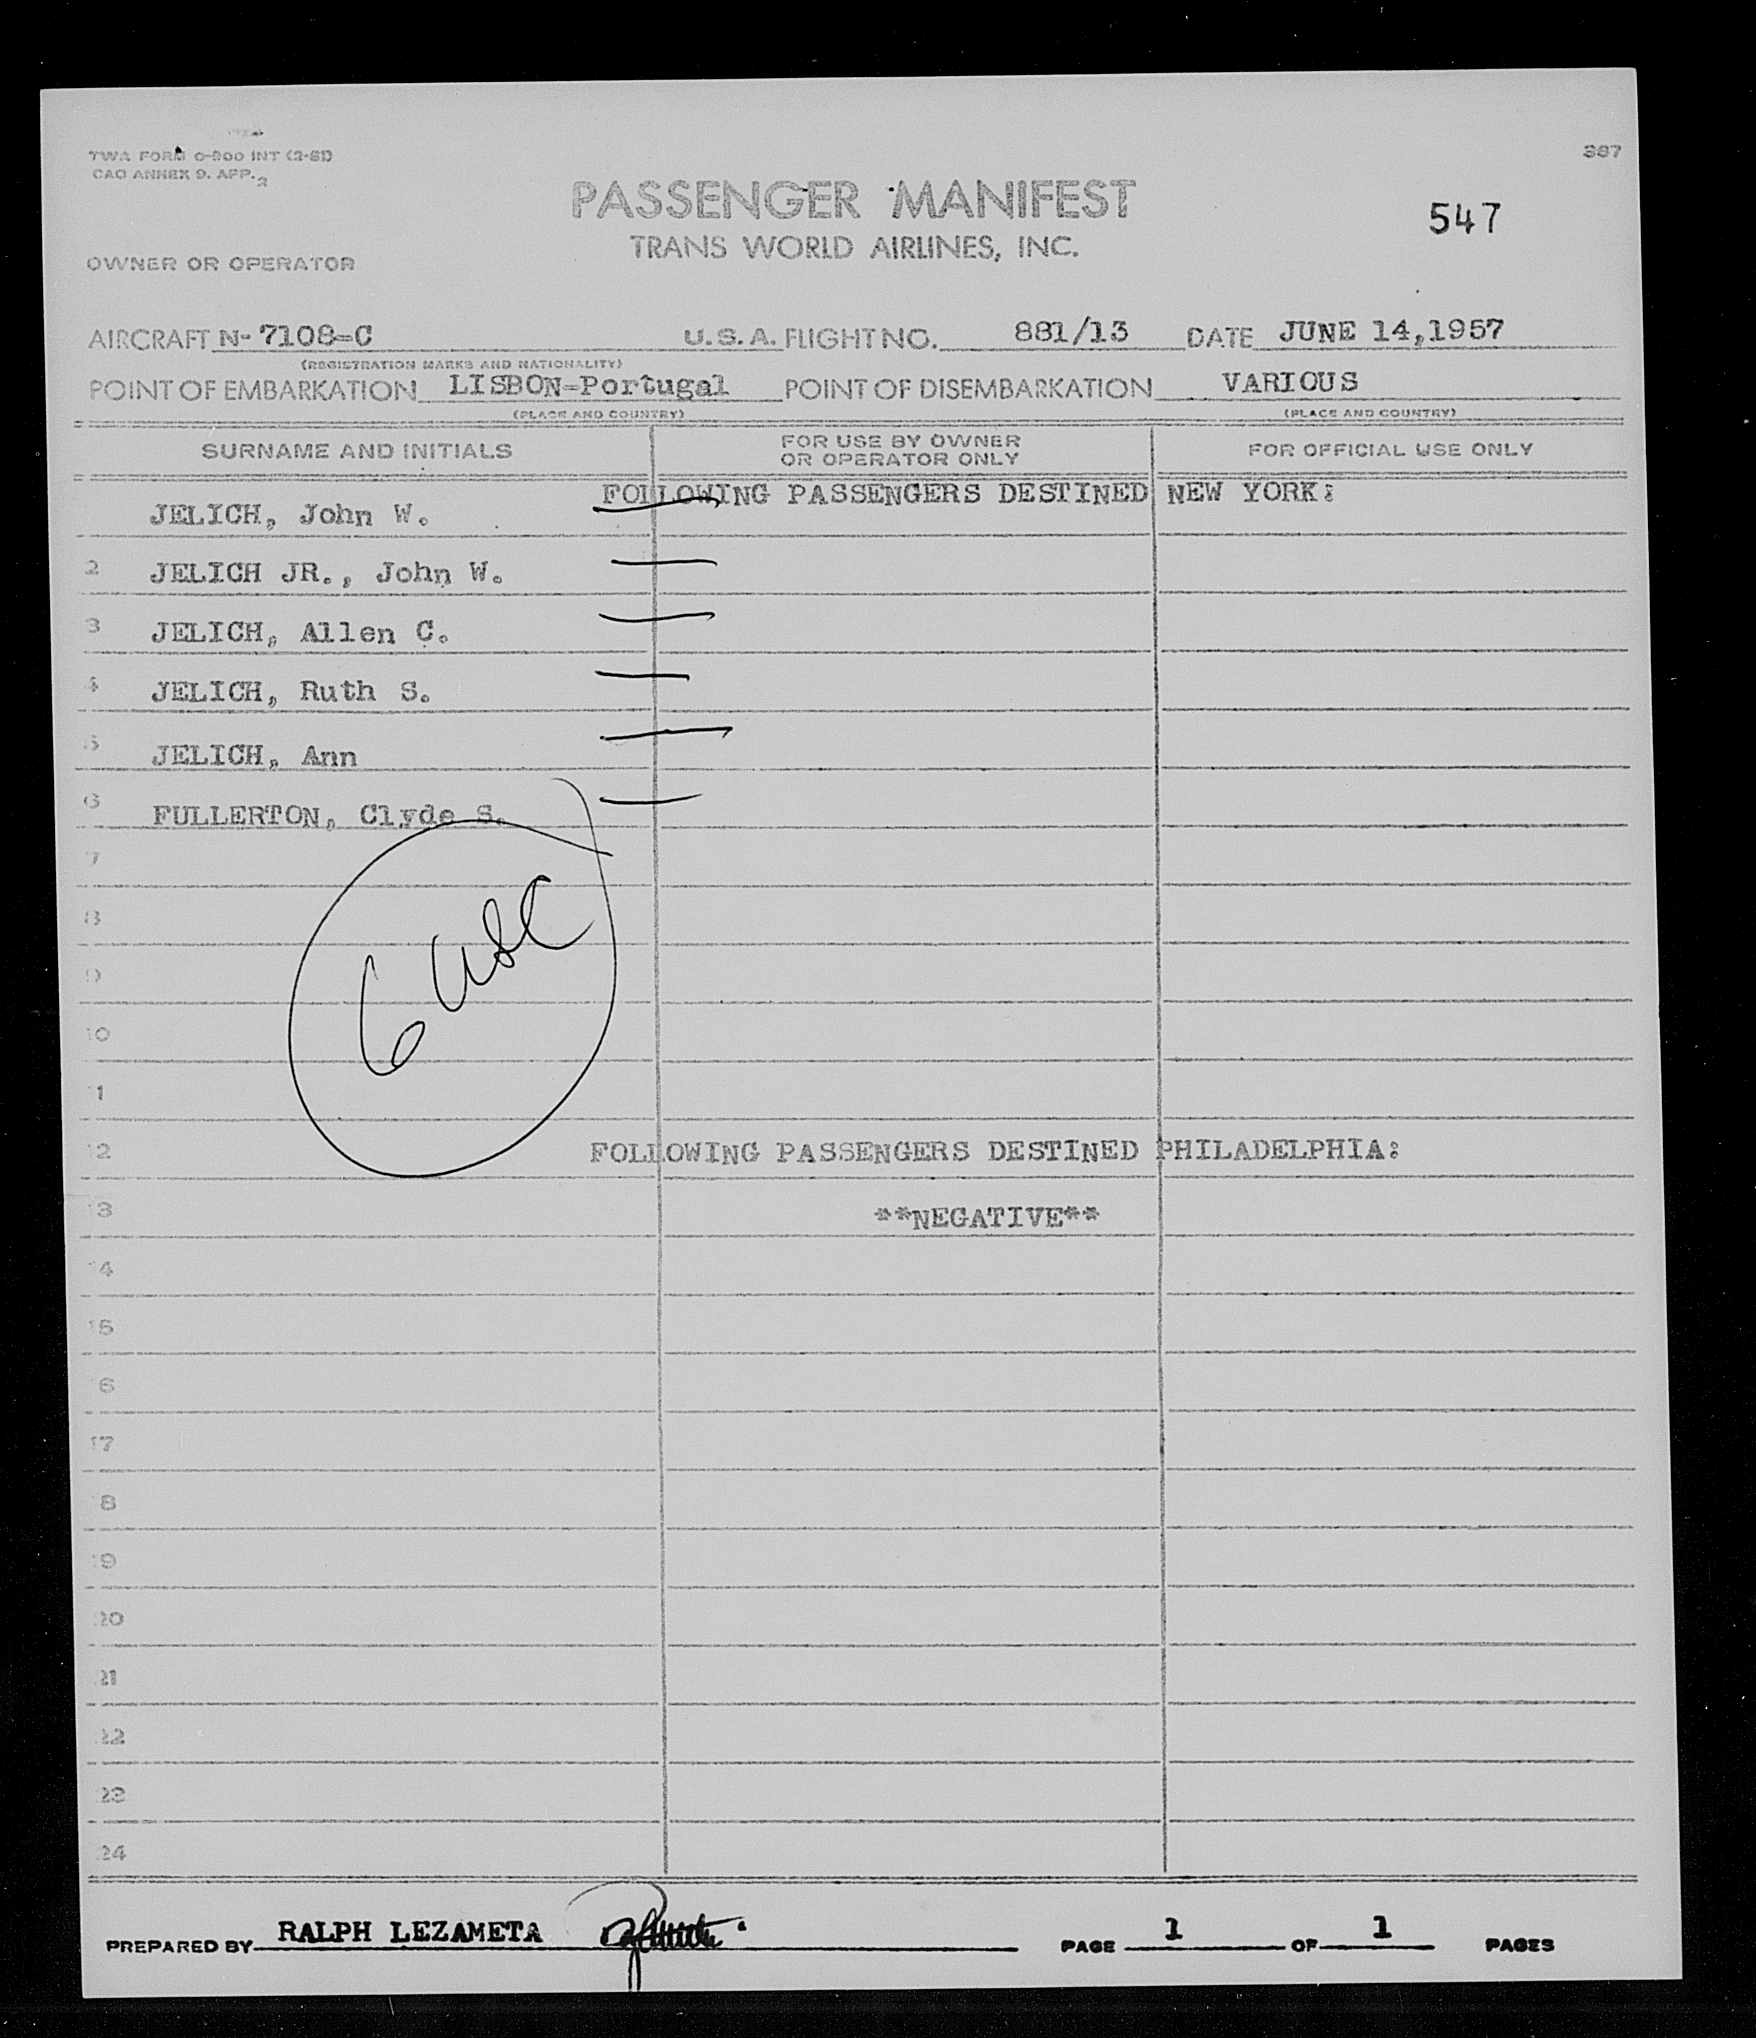 TWA FORM O-200 INT (2-51)
CAO ANNEX 9. APP. 2
387
PASSENGER MANIFEST
547
TRANS WORLD AIRLINES, INC.
OWNER OR OPERATOR
AIRCRAFT N-7108-C U.S.A. FLIGHT NO. 881/13 DATE JUNE 14,1957
(REGISTRATION MARKS AND NATIONALITY)
POINT OF EMBARKATION LISBON-Portugal POINT OF DISEMBARKATION VARIOUS
(PLACE AND COUNTRY) (PLACE AND COUNTRY)
SURNAME AND INITIALS FOR USE BY OWNER OR OPERATOR ONLY FOR OFFICIAL USE ONLY
FOLLOWING PASSENGERS DESTINED NEW YORK:
JELICH, John W.
2 JELICH JR., John W.
3 JELICH, Allen C.
4 JELICH, Ruth S.
5 JELICH, Ann
6 FULLERTON, Clyde S.
7
8
6 USC
9
10
11
12 FOLLOWING PASSENGERS DESTINED PHILADELPHIA:
13 **NEGATIVE**
14
15
16
17
18
19
20
21
22
23
24
PREPARED BY RALPH LEZAMETA PAGE 1 OF 1 PAGES